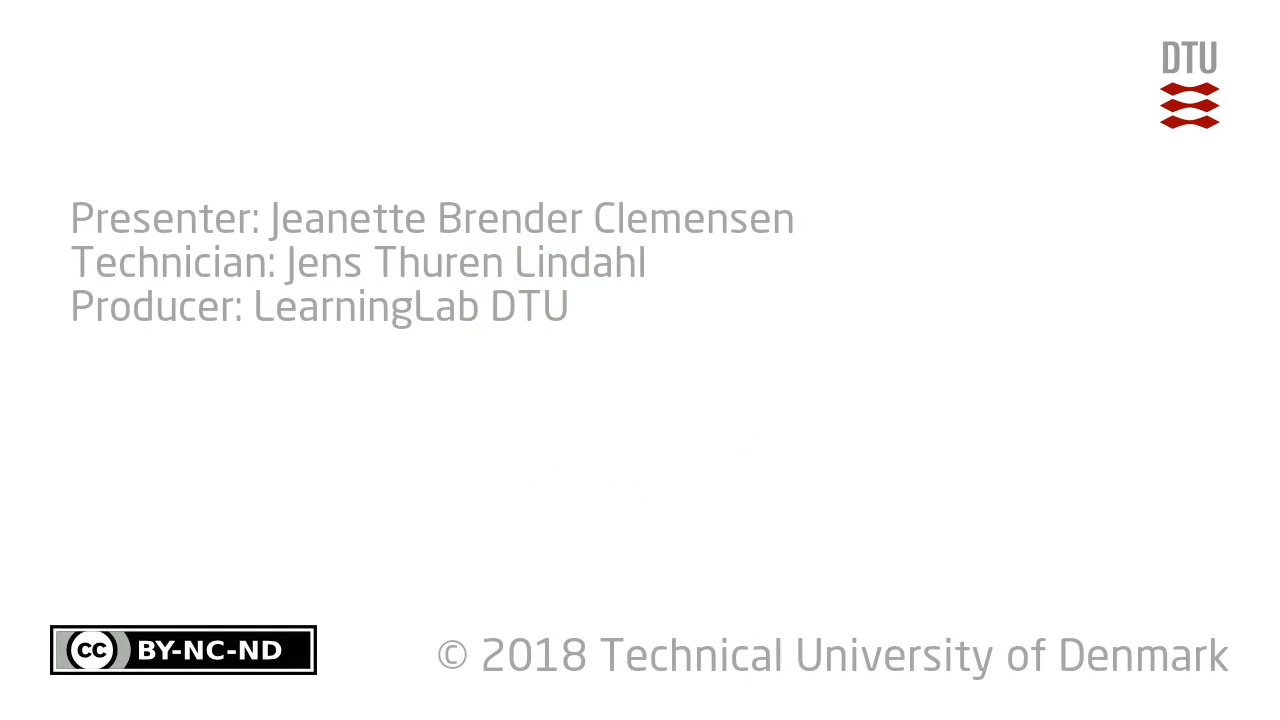 DTU
Presenter: Jeanette Brender Clemensen
Technician: Jens Thuren Lindahl
Producer: LearningLab DTU
cc BY-NC-ND
© 2018 Technical University of Denmark